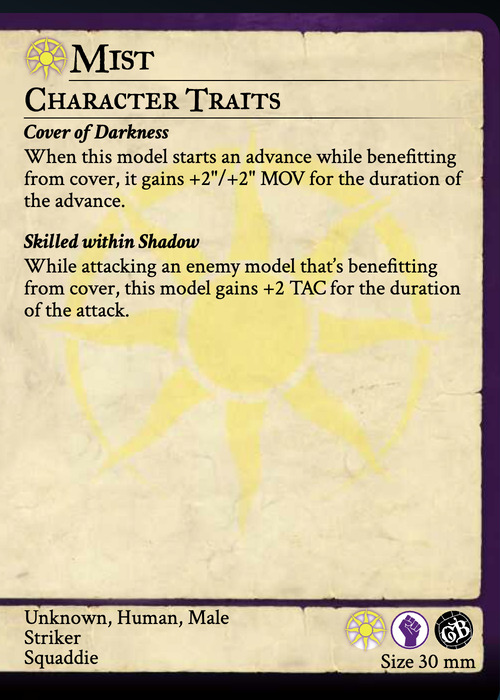 Mist
Character Traits
Cover of Darkness
When this model starts an advance while benefitting
from cover, it gains +2"/+2" MOV for the duration of
the advance.
Skilled within Shadow
While attacking an enemy model that's benefitting
from cover, this model gains +2 TAC for the duration
of the attack.
Unknown, Human, Male
Striker
Squaddie
GB
Size 30 mm